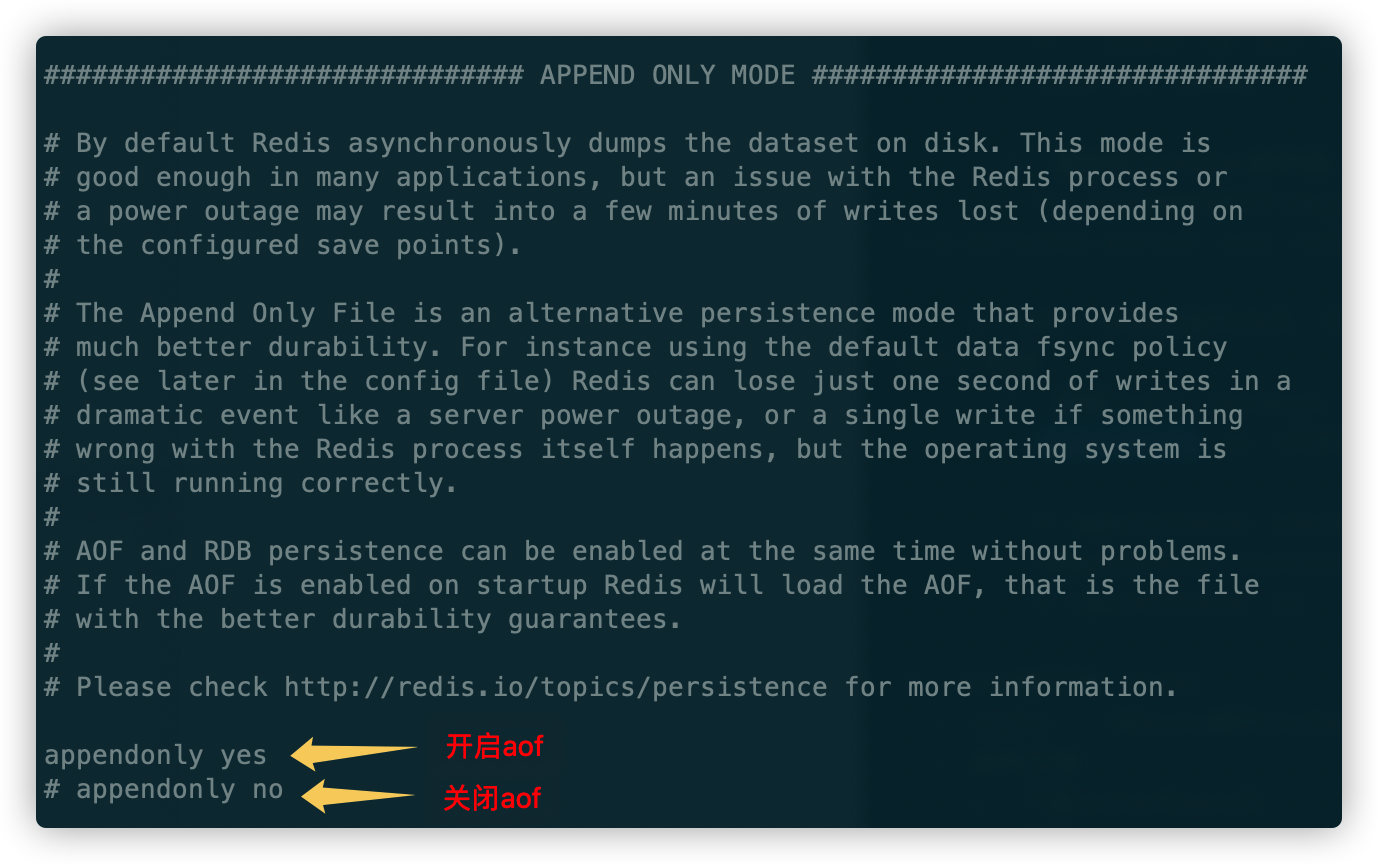 ############################## APPEND ONLY MODE ###############################
# By default Redis asynchronously dumps the dataset on disk. This mode is
# good enough in many applications, but an issue with the Redis process or
# a power outage may result into a few minutes of writes lost (depending on
# the configured save points).
#
# The Append Only File is an alternative persistence mode that provides
# much better durability. For instance using the default data fsync policy
# (see later in the config file) Redis can lose just one second of writes in a
# dramatic event like a server power outage, or a single write if something
# wrong with the Redis process itself happens, but the operating system is
# still running correctly.
#
# AOF and RDB persistence can be enabled at the same time without problems.
# If the AOF is enabled on startup Redis will load the AOF, that is the file
# with the better durability guarantees.
#
# Please check http://redis.io/topics/persistence for more information.
appendonly yes 开启aof
# appendonly no 关闭aof